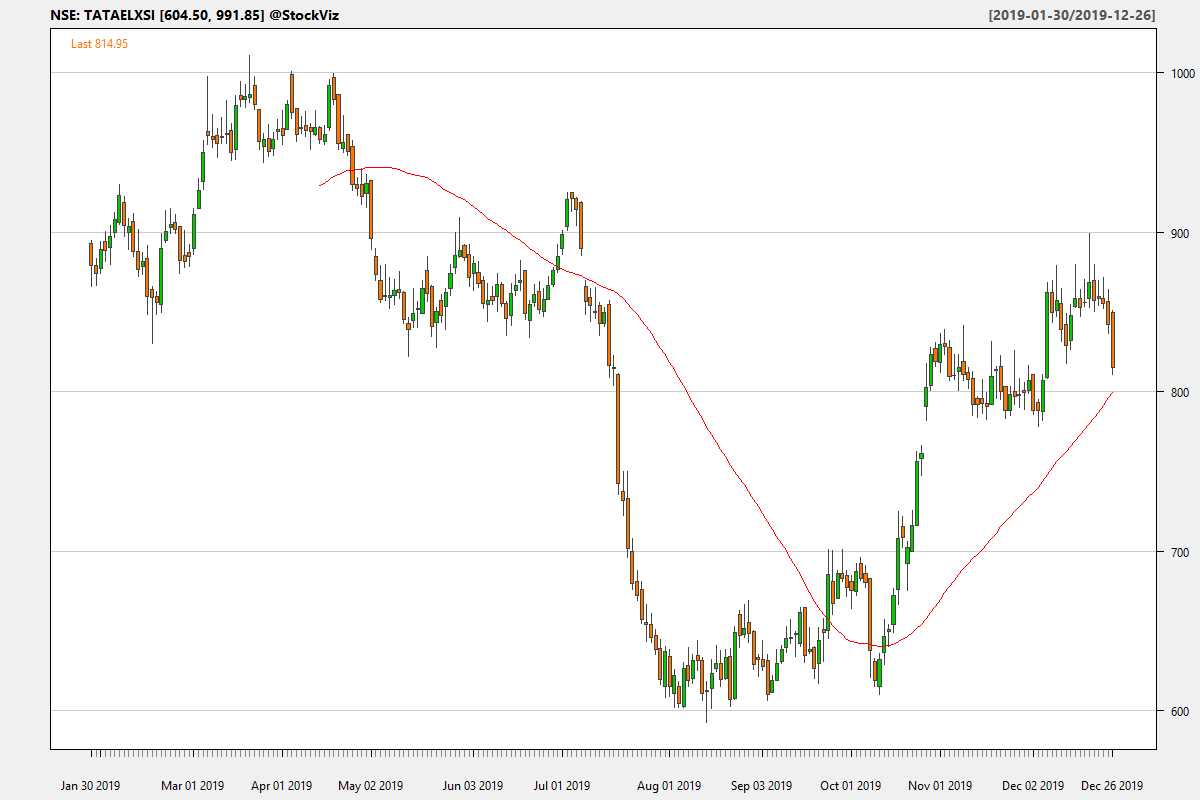 NSE: TATAELXSI [604.50, 991.85] @StockViz
[2019-01-30/2019-12-26]
Last 814.95
1000
900
800
700
600
Jan 30 2019 Mar 01 2019 Apr 01 2019 May 02 2019 Jun 03 2019 Jul 01 2019 Aug 01 2019 Sep 03 2019 Oct 01 2019 Nov 01 2019 Dec 02 2019 Dec 26 2019